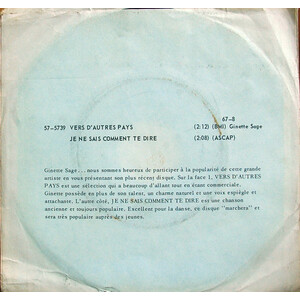 67-8
57-5739 VERS D'AUTRES PAYS (2:12) (BMI) Ginette Sage
JE NE SAIS COMMENT TE DIRE (2:08) (ASCAP)
Ginette Sage... nous sommes heureux de participer à la popularité de cette grande
artiste en vous présentant son plus récent disque. Sur la face 1, VERS D'AUTRES
PAYS est une sélection qui a beaucoup d'allant tout en étant commerciale.
Ginette possède en plus de son talent, un charme naturel et une voix espiègle et
attachante. L'autre côté, JE NE SAIS COMMENT TE DIRE est une chanson
ancienne et toujours populaire. Excellent pour la danse, ce disque "marchera" et
sera très populaire auprès des jeunes.